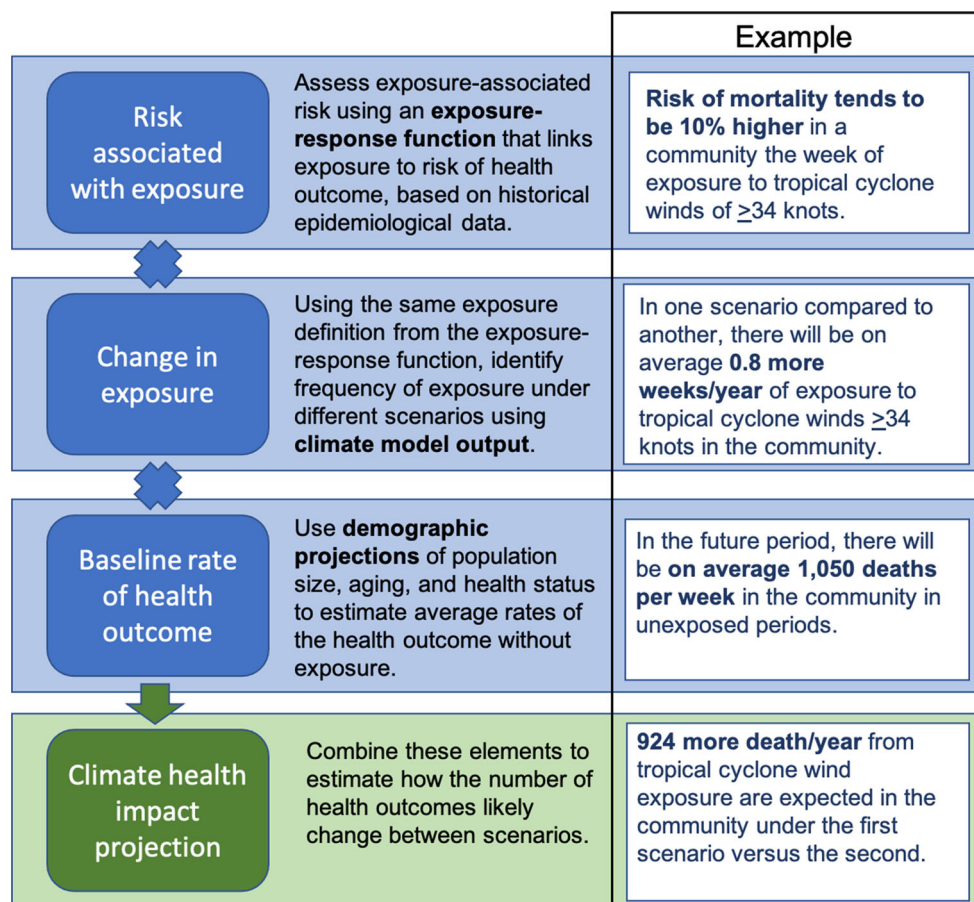 Example
Risk
associated
with exposure
Assess exposure-associated
risk using an exposure-
response function that links
exposure to risk of health
outcome, based on historical
epidemiological data.
Risk of mortality tends to
be 10% higher in a
community the week of
exposure to tropical cyclone
winds of ≥34 knots.
Change in
exposure
Using the same exposure
definition from the exposure-
response function, identify
frequency of exposure under
different scenarios using
climate model output.
In one scenario compared to
another, there will be on
average 0.8 more
weeks/year of exposure to
tropical cyclone winds ≥34
knots in the community.
Baseline rate
of health
outcome
Use demographic
projections of population
size, aging, and health status
to estimate average rates of
the health outcome without
exposure.
In the future period, there will
be on average 1,050 deaths
per week in the community in
unexposed periods.
Climate health
impact
projection
Combine these elements to
estimate how the number of
health outcomes likely
change between scenarios.
924 more death/year from
tropical cyclone wind
exposure are expected in the
community under the first
scenario versus the second.